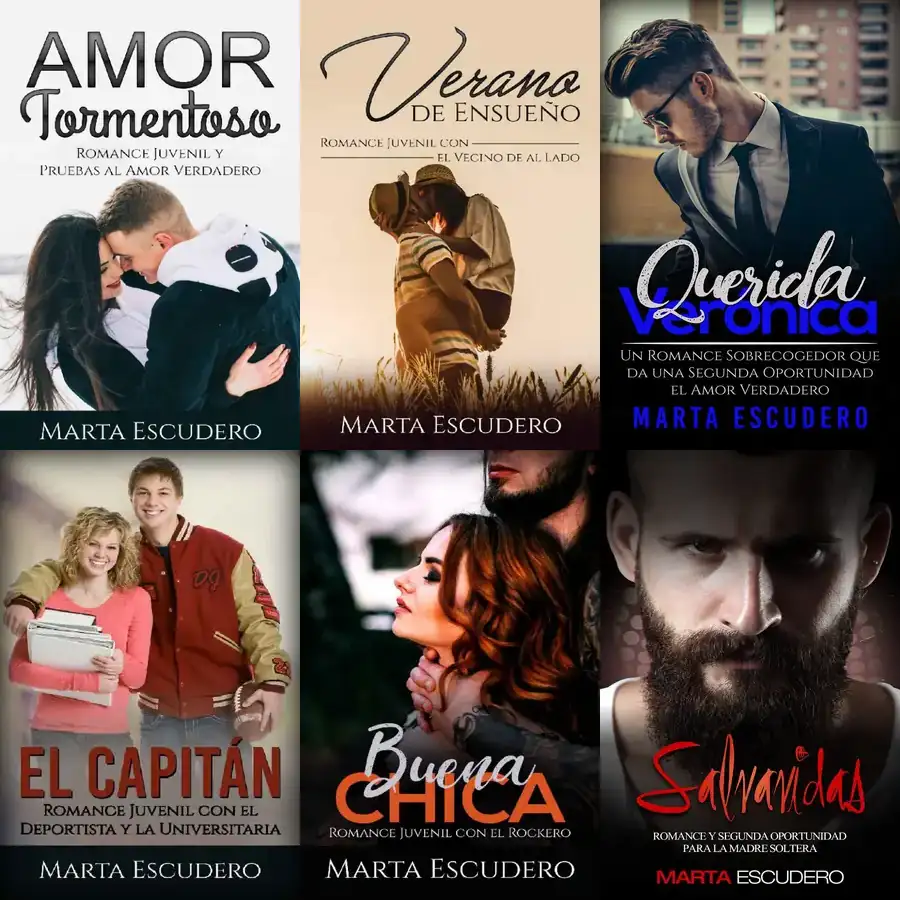 AMOR
Tormentoso
Romance Juvenil y
Pruebas al Amor Verdadero
Marta Escudero
Verano
de Ensueño
Romance Juvenil con
el Vecino de al Lado
Marta Escudero
Querida
Verónica
Un Romance Sobrecogedor que
da una Segunda Oportunidad
el Amor Verdadero
MARTA ESCUDERO
DJ
EL CAPITÁN
Romance Juvenil con el
Deportista y la Universitaria
Marta Escudero
Buena
CHICA
Romance Juvenil con el Rockero
Marta Escudero
Salvavidas
ROMANCE Y SEGUNDA OPORTUNIDAD
PARA LA MADRE SOLTERA
MARTA ESCUDERO